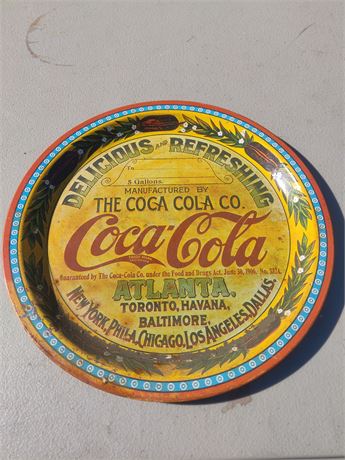 DELICIOUS AND REFRESHING
To
5 Gallons.
MANUFACTURED BY
THE COCA COLA CO.
Coca-Cola
Guaranteed by The Coca-Cola Co. under the Food and Drugs Act, June 30, 1906. No. 3324.
ATLANTA,
TORONTO, HAVANA,
BALTIMORE,
NEW YORK, PHILA., CHICAGO, LOS ANGELES, DALLAS.